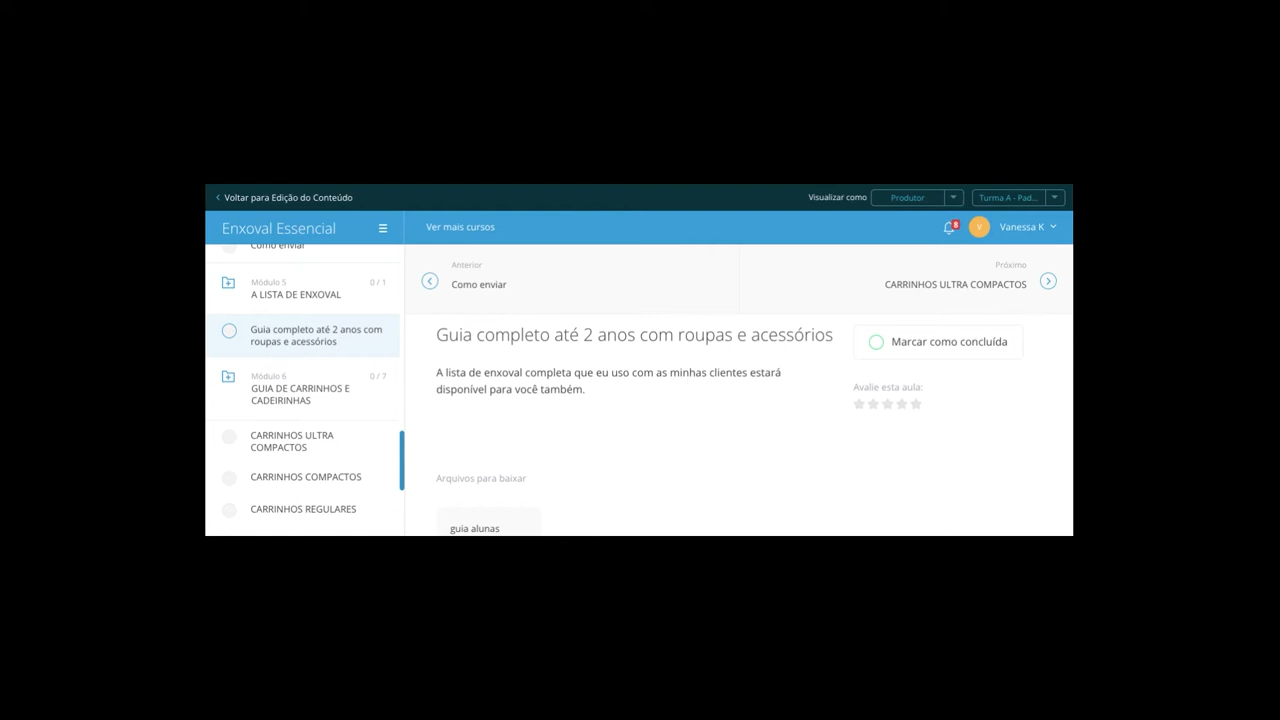 Voltar para Edição do Conteúdo
Visualizar como
Produtor
Turma A - Pad...
Enxoval Essencial
Ver mais cursos
8
V
Vanessa K
Como enviar
Módulo 5
0 / 1
A LISTA DE ENXOVAL
Guia completo até 2 anos com
roupas e acessórios
Módulo 6
0 / 7
GUIA DE CARRINHOS E
CADEIRINHAS
CARRINHOS ULTRA
COMPACTOS
CARRINHOS COMPACTOS
CARRINHOS REGULARES
Anterior
Como enviar
Próximo
CARRINHOS ULTRA COMPACTOS
Guia completo até 2 anos com roupas e acessórios
Marcar como concluída
A lista de enxoval completa que eu uso com as minhas clientes estará
disponível para você também.
Avalie esta aula:
Arquivos para baixar
guia alunas